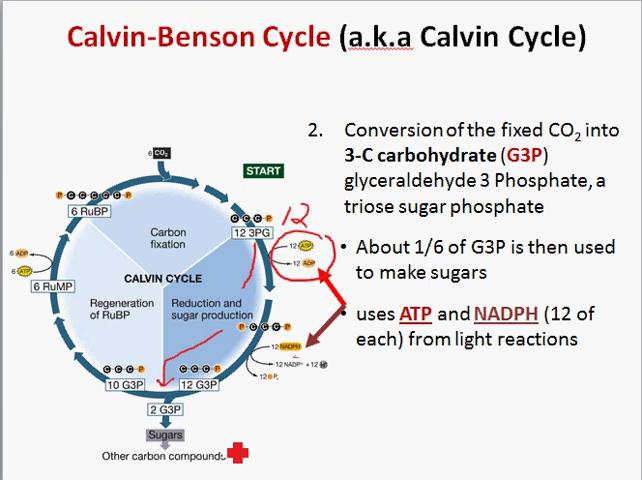 Calvin-Benson Cycle (a.k.a Calvin Cycle)
2. Conversion of the fixed CO2 into
3-C carbohydrate (G3P)
glyceraldehyde 3 Phosphate, a
triose sugar phosphate
• About 1/6 of G3P is then used
to make sugars
• uses ATP and NADPH (12 of
each) from light reactions
6 CO2
START
P C C C C C P
6 RuBP
C C C P
12 3PG
12
Carbon
fixation
12 ATP
12 ADP
6 ADP
6 ATP
6 RuMP
CALVIN CYCLE
Regeneration
of RuBP
Reduction and
sugar production
P C C C P
12 NADPH
12 NADP+ + 12 H
12 Pi
C C C P
10 G3P
C C C P
12 G3P
2 G3P
Sugars
Other carbon compounds